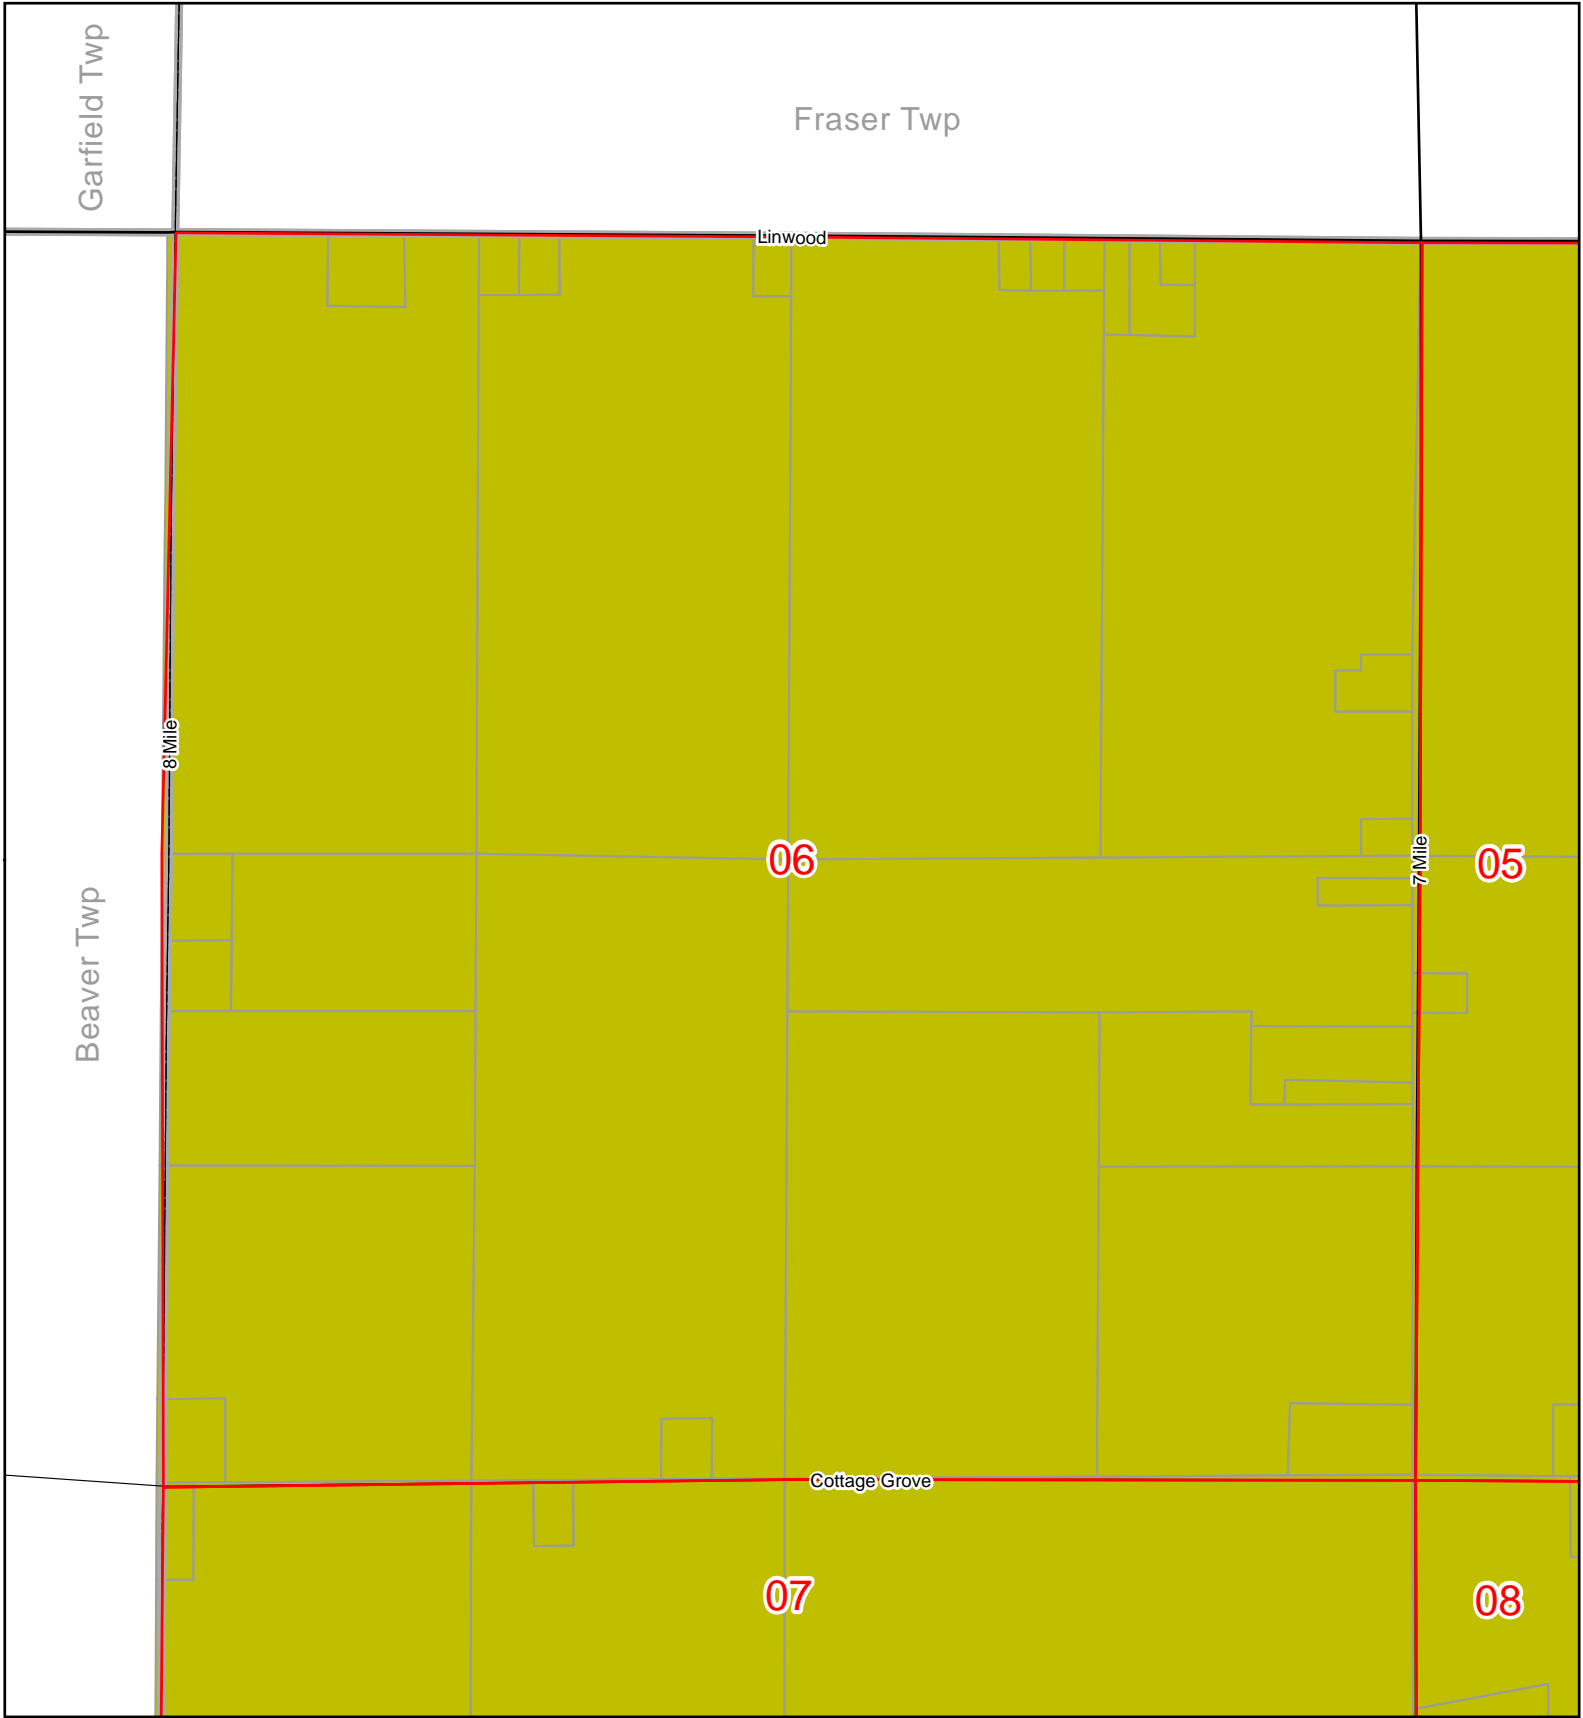 Garfield Twp
Fraser Twp
Linwood
8 Mile
06
7 Mile
05
Beaver Twp
Cottage Grove
07
08